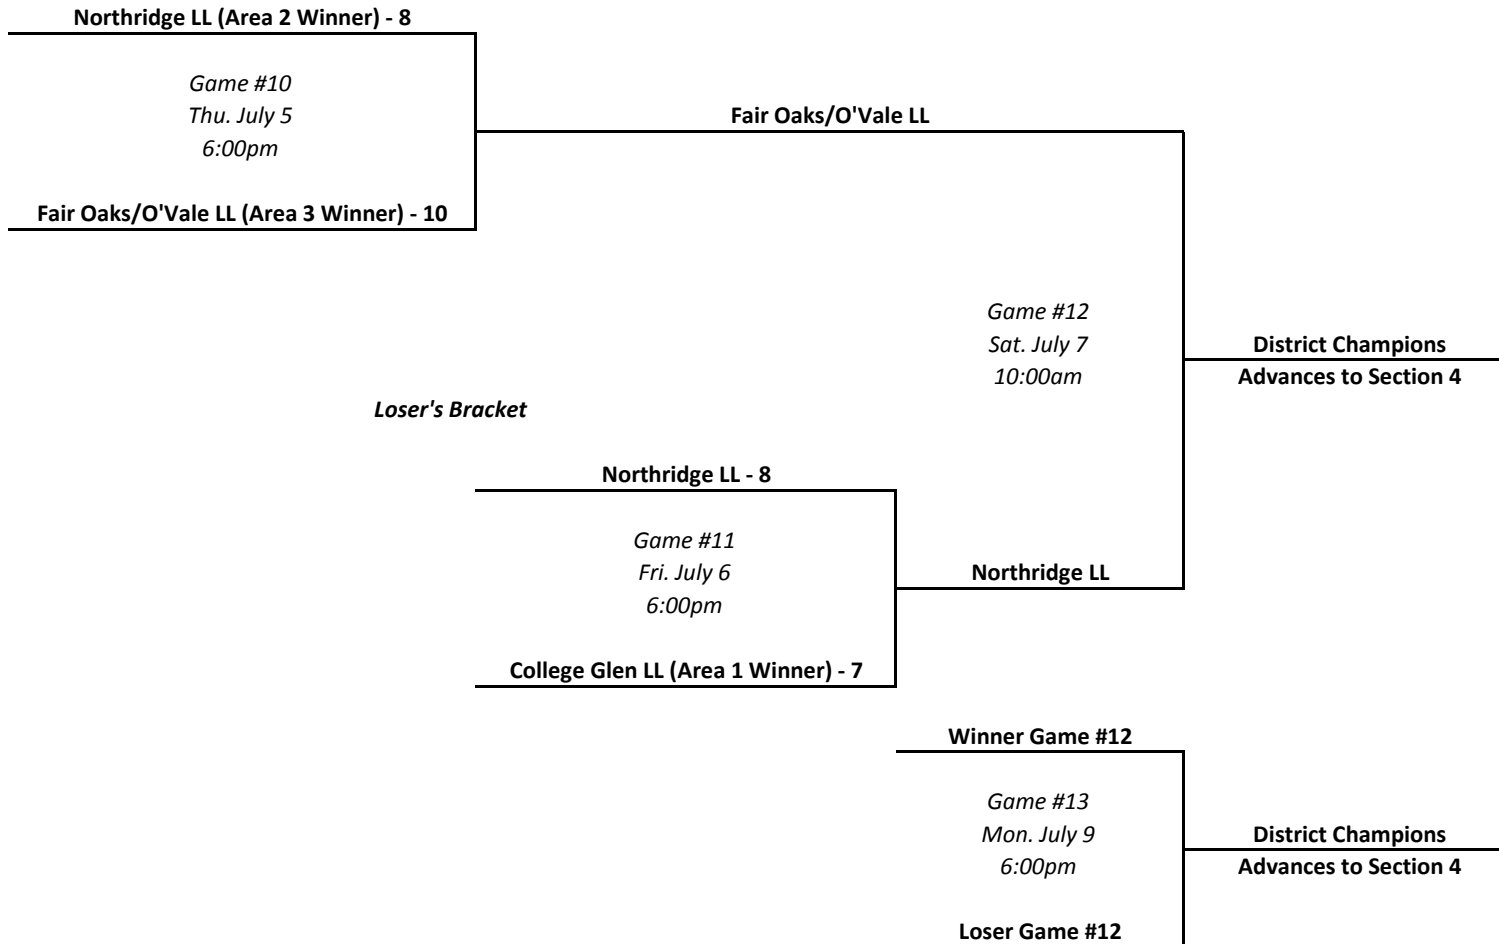 Northridge LL (Area 2 Winner) - 8
Game #10
Thu. July 5
6:00pm
Fair Oaks/O'Vale LL
Fair Oaks/O'Vale LL (Area 3 Winner) - 10
Game #12
Sat. July 7
10:00am
District Champions
Advances to Section 4
Loser's Bracket
Northridge LL - 8
Game #11
Fri. July 6
6:00pm
Northridge LL
College Glen LL (Area 1 Winner) - 7
Winner Game #12
Game #13
Mon. July 9
6:00pm
District Champions
Advances to Section 4
Loser Game #12